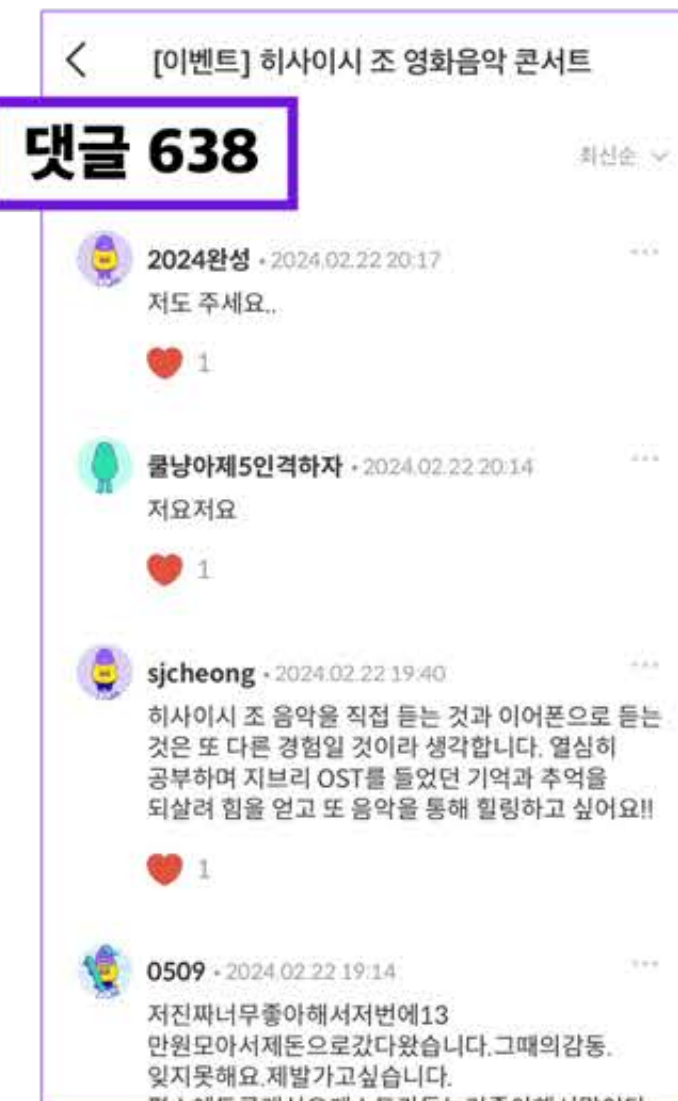 [이벤트] 히사이시 조 영화음악 콘서트
댓글 638
최신순
2024완성 • 2024.02.22 20:17
저도 주세요..
1
쿨냥아제5인격하자 • 2024.02.22 20:14
저요저요
1
sjcheong • 2024.02.22 19:40
히사이시 조 음악을 직접 듣는 것과 이어폰으로 듣는
것은 또 다른 경험일 것이라 생각합니다. 열심히
공부하며 지브리 OST를 들었던 기억과 추억을
되살려 힘을 얻고 또 음악을 통해 힐링하고 싶어요!!
1
0509 • 2024.02.22 19:14
저진짜너무좋아해서저번에13
만원모아서제돈으로갔다왔습니다.그때의감동.
잊지못해요.제발가고싶습니다.